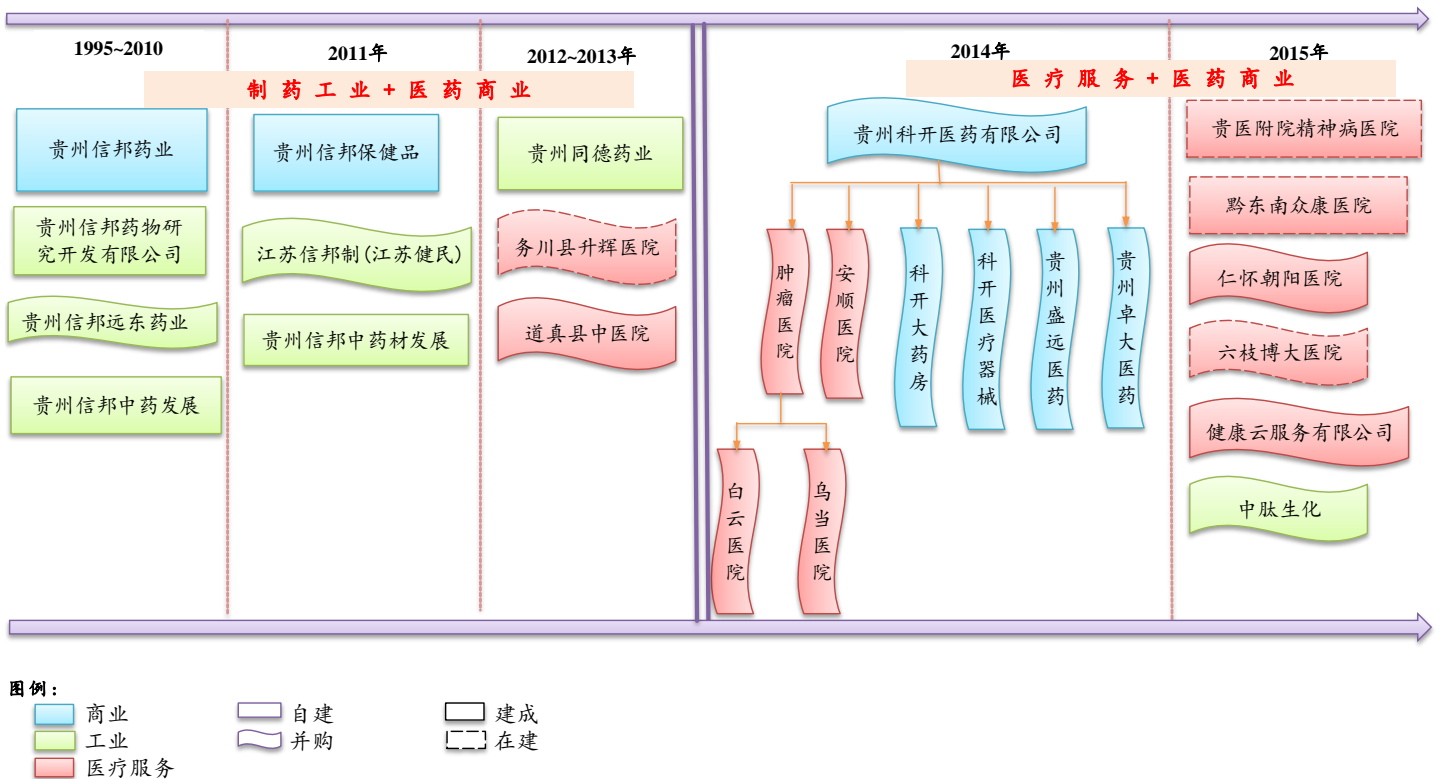 1995~2010
2011年
2012~2013年
2014年
2015年
制药工业+医药商业
医疗服务+医药商业
贵州信邦药业
贵州信邦药物研
究开发有限公司
贵州信邦远东药业
贵州信邦中药发展
贵州信邦保健品
江苏信邦制(江苏健民)
贵州信邦中药材发展
贵州同德药业
务川县升辉医院
道真县中医院
贵州科开医药有限公司
肿瘤医院
安顺医院
科开大药房
科开医疗器械
贵州盛远医药
贵州卓大医药
白云医院
乌当医院
贵医附院精神病医院
黔东南众康医院
仁怀朝阳医院
六枝博大医院
健康云服务有限公司
中肽生化
图例：
商业
工业
医疗服务
自建
并购
建成
在建